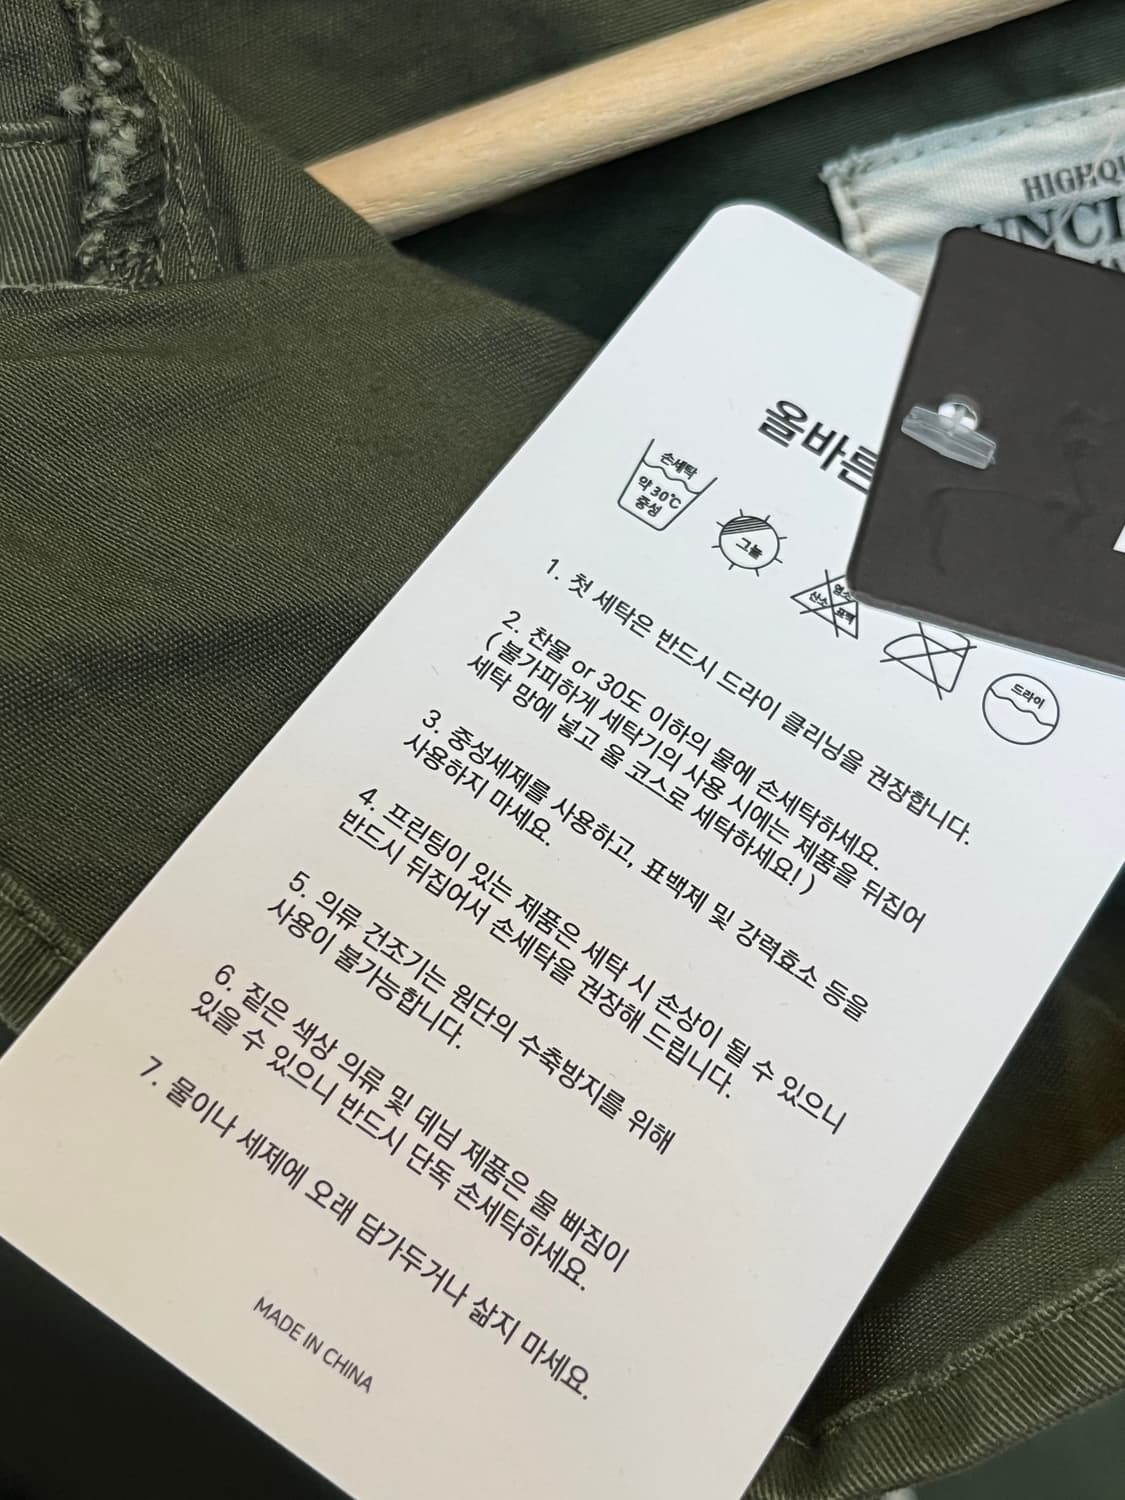 HIGH QU
올바른
손세탁
약 30℃
중성
그늘
염소
산소 표백
드라이
1. 첫 세탁은 반드시 드라이 클리닝을 권장합니다.
2. 찬물 or 30도 이하의 물에 손세탁하세요.
( 불가피하게 세탁기의 사용 시에는 제품을 뒤집어
세탁 망에 넣고 울 코스로 세탁하세요! )
3. 중성세제를 사용하고, 표백제 및 강력효소 등을
사용하지 마세요.
4. 프린팅이 있는 제품은 세탁 시 손상이 될 수 있으니
반드시 뒤집어서 손세탁을 권장해 드립니다.
5. 의류 건조기는 원단의 수축방지를 위해
사용이 불가능합니다.
6. 짙은 색상 의류 및 데님 제품은 물 빠짐이
있을 수 있으니 반드시 단독 손세탁하세요.
7. 물이나 세제에 오래 담가두거나 삶지 마세요.
MADE IN CHINA